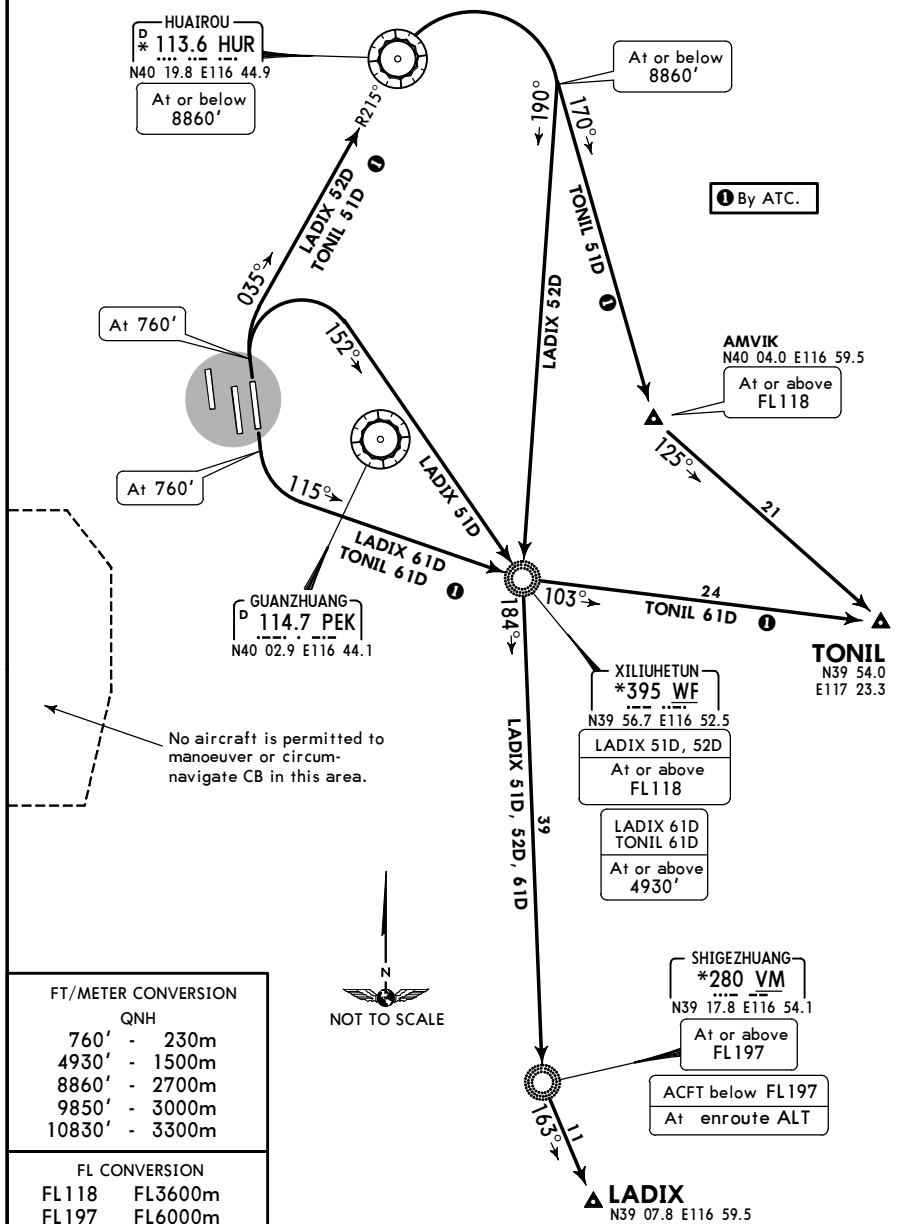 HUAIROU
D
* 113.6 HUR
N40 19.8 E116 44.9
At or below
8860'
R215°
At or below
8860'
190°
170°
❶ By ATC.
LADIX 52D
TONIL 51D ❶
035°
TONIL 51D ❶
LADIX 52D
At 760'
152°
AMVIK
N40 04.0 E116 59.5
At or above
FL118
125°
21
LADIX 51D
At 760'
115°
LADIX 61D
TONIL 61D ❶
GUANZHUANG
D 114.7 PEK
N40 02.9 E116 44.1
103°
24
TONIL 61D ❶
184°
TONIL
N39 54.0
E117 23.3
XILIUHETUN
*395 WF
N39 56.7 E116 52.5
LADIX 51D, 52D
At or above
FL118
LADIX 61D
TONIL 61D
At or above
4930'
No aircraft is permitted to
manoeuver or circum-
navigate CB in this area.
LADIX 51D, 52D, 61D
39
N
NOT TO SCALE
SHIGEZHUANG
*280 VM
N39 17.8 E116 54.1
At or above
FL197
ACFT below FL197
At enroute ALT
163°
11
LADIX
N39 07.8 E116 59.5
FT/METER CONVERSION
QNH
760' - 230m
4930' - 1500m
8860' - 2700m
9850' - 3000m
10830' - 3300m
FL CONVERSION
FL118 FL3600m
FL197 FL6000m